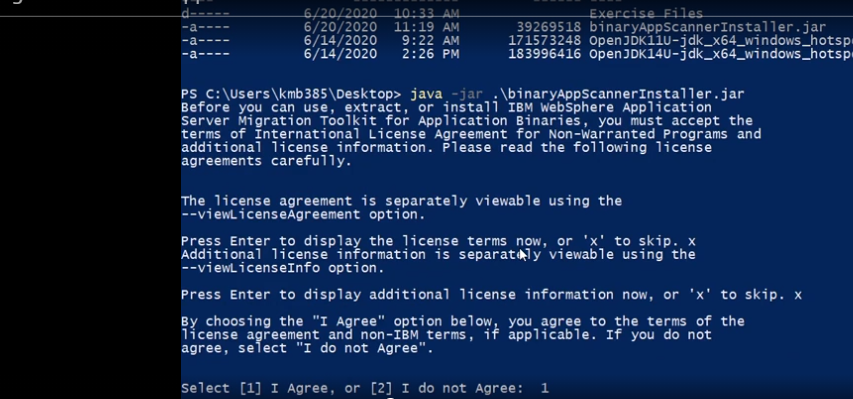 d----- 6/20/2020 10:33 AM Exercise Files
-a---- 6/20/2020 11:19 AM 39269518 binaryAppScannerInstaller.jar
-a---- 6/14/2020 9:22 AM 171573248 OpenJDK11U-jdk_x64_windows_hotsp
-a---- 6/14/2020 2:26 PM 183996416 OpenJDK14U-jdk_x64_windows_hotsp
PS C:\Users\kmb385\Desktop> java -jar .\binaryAppScannerInstaller.jar
Before you can use, extract, or install IBM WebSphere Application
Server Migration Toolkit for Application Binaries, you must accept the
terms of International License Agreement for Non-Warranted Programs and
additional license information. Please read the following license
agreements carefully.
The license agreement is separately viewable using the
--viewLicenseAgreement option.
Press Enter to display the license terms now, or 'x' to skip. x
Additional license information is separately viewable using the
--viewLicenseInfo option.
Press Enter to display additional license information now, or 'x' to skip. x
By choosing the "I Agree" option below, you agree to the terms of the
license agreement and non-IBM terms, if applicable. If you do not
agree, select "I do not Agree".
Select [1] I Agree, or [2] I do not Agree: 1